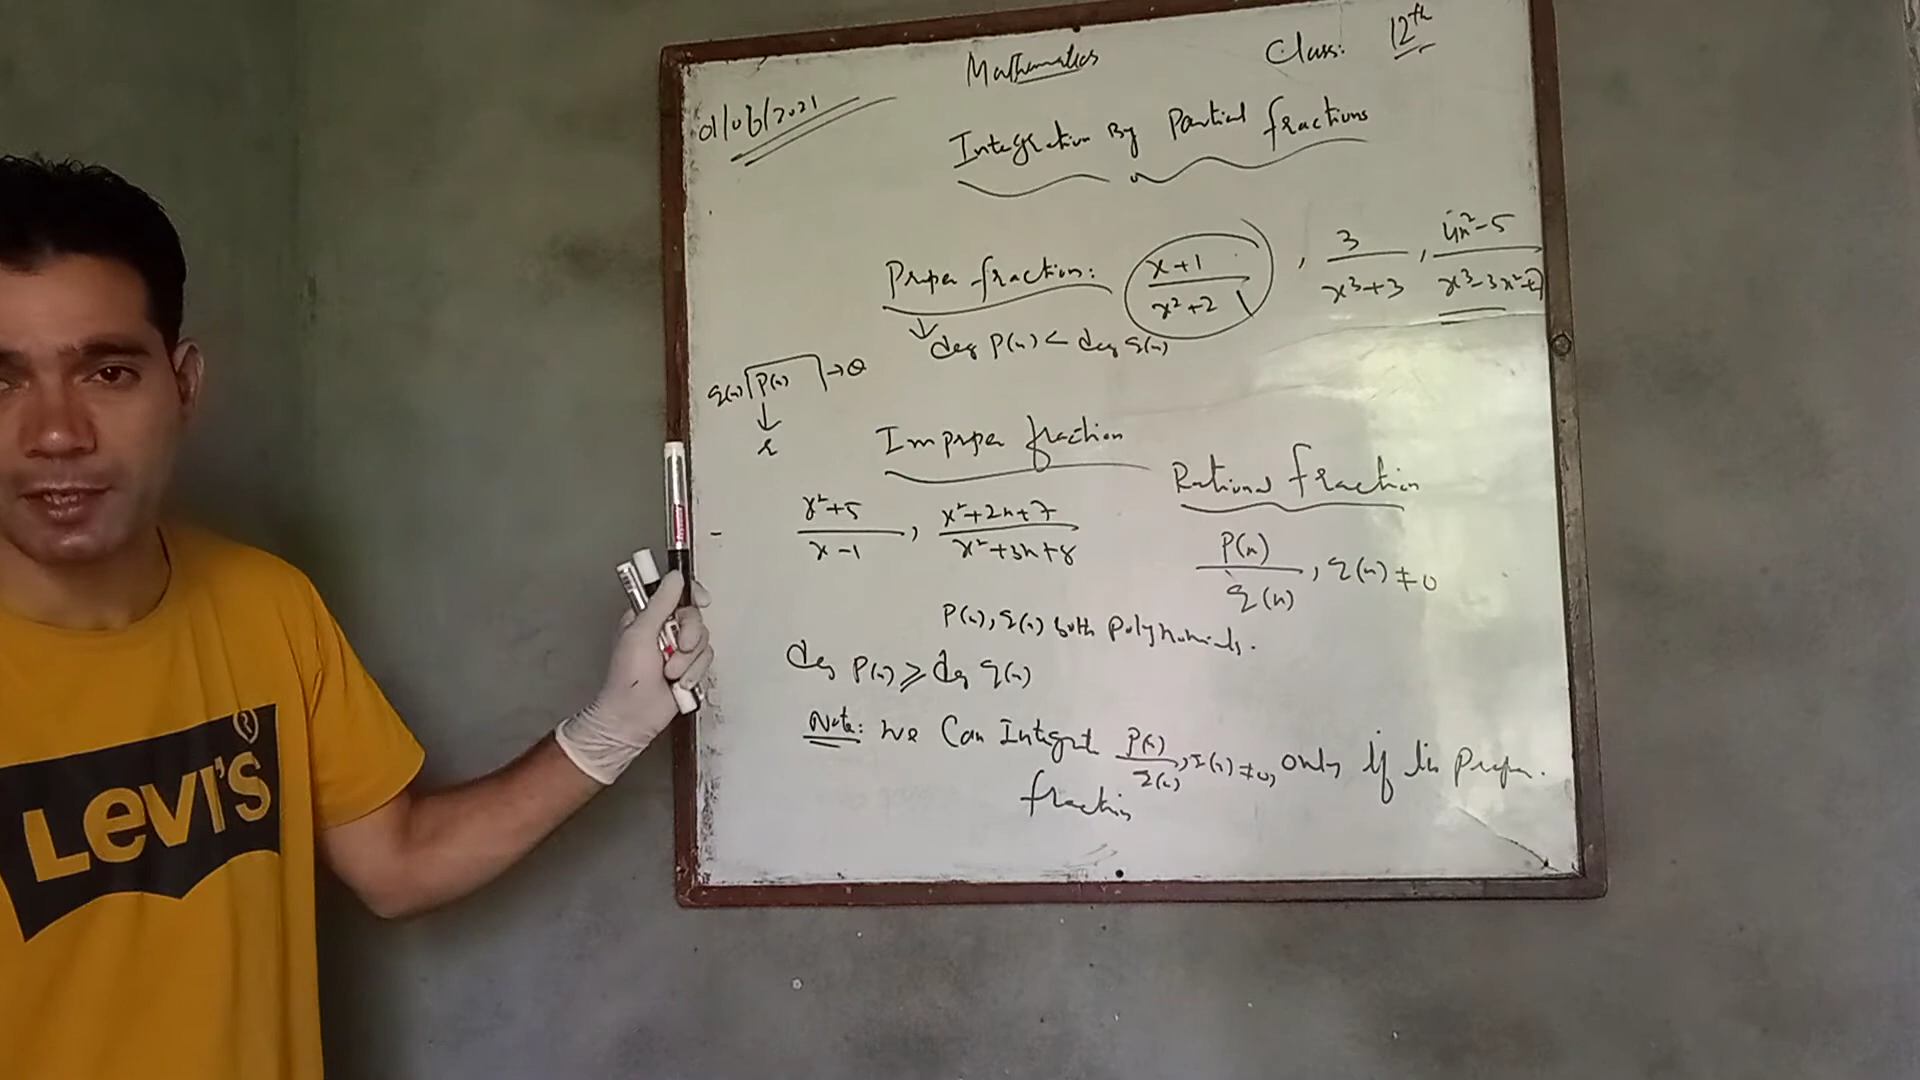 Mathematics Class: 12th
01/06/2021
Integration By Partial fractions
Proper fraction: x+1/x²+2, 3/x³+3, 4x²-5/x³-3x²+7
↓ deg P(x) < deg q(x)
q(x) P(x) → Q
↓
r
Improper fraction
Rational fraction
x²+5/x-1, x²+2x+7/x²+3x+8
P(x)/q(x), q(x) ≠ 0
P(x), q(x) both polynomials.
deg P(x) ⩾ deg q(x)
Note: we Can Integrate P(x)/q(x), q(x) ≠ 0, only if its proper.
fraction
LEVI'S ®